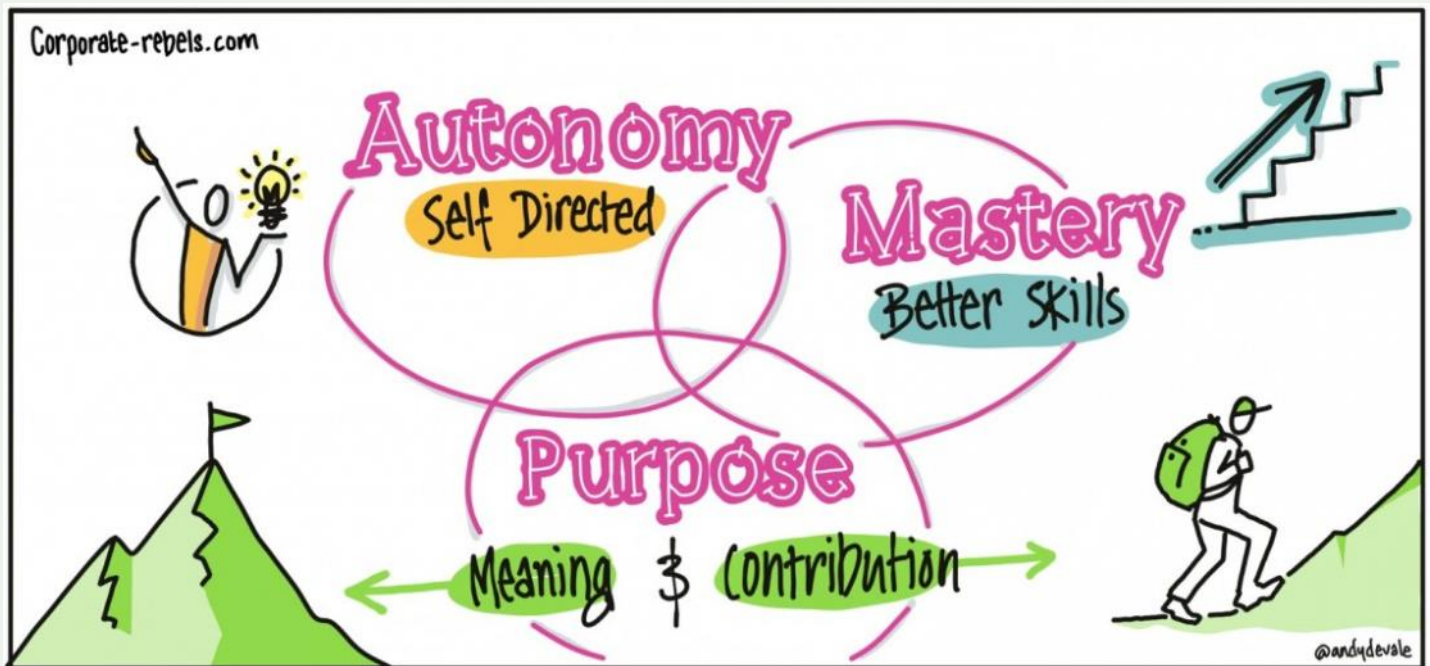 Corporate-rebels.com
Autonomy
Self Directed
Mastery
Better Skills
Purpose
Meaning & Contribution
@andydevale